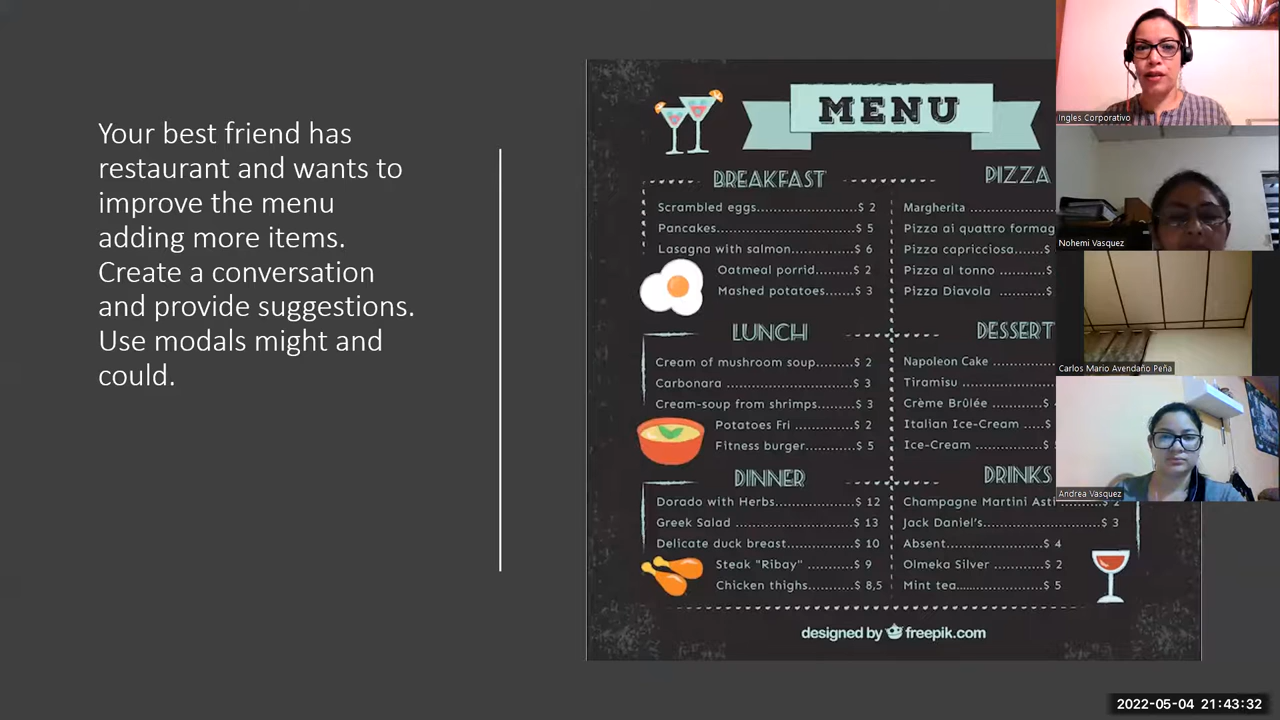 Your best friend has
restaurant and wants to
improve the menu
adding more items.
Create a conversation
and provide suggestions.
Use modals might and
could.
MENU
BREAKFAST
Scrambled eggs..............$ 2
Pancakes.........................$ 5
Lasagna with salmon.......$ 6
Oatmeal porrid.........$ 2
Mashed potatoes.......$ 3
LUNCH
Cream of mushroom soup...$ 2
Carbonara ......................$ 3
Cream-soup from shrimps...$ 3
Potatoes Fri .............$ 2
Fitness burger...........$ 5
DINNER
Dorado with Herbs..........$ 12
Greek Salad ....................$ 13
Delicate duck breast.........$ 10
Steak "Ribay" ..........$ 9
Chicken thighs.........$ 8,5
PIZZA
Margherita
Pizza ai quattro formag
Pizza capricciosa.....$
Pizza al tonno ........$
Pizza Diavola .........$
DESSERT
Napoleon Cake
Tiramisu
Crème Brûlée ..........$
Italian Ice-Cream .....$
Ice-Cream ..............$
DRINKS
Champagne Martini Asti
Jack Daniel's.....................$ 3
Absent..................$ 4
Olmeka Silver .........$ 2
Mint tea................$ 5
designed by freepik.com
Ingles Corporativo
Nohemi Vasquez
Carlos Mario Avendaño Peña
Andrea Vasquez
2022-05-04 21:43:32